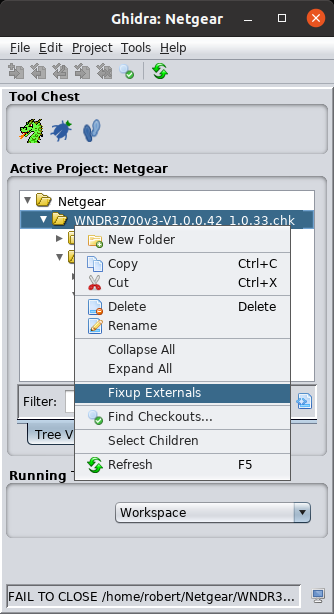 Ghidra: Netgear
File Edit Project Tools Help
Tool Chest
Active Project: Netgear
Netgear
WNDR3700v3-V1.0.0.42_1.0.33.chk
New Folder
Copy Ctrl+C
Cut Ctrl+X
Delete Delete
Rename
Collapse All
Expand All
Fixup Externals
Filter:
Find Checkouts...
Tree V
Select Children
Refresh F5
Running T
Workspace
FAIL TO CLOSE /home/robert/Netgear/WNDR3...